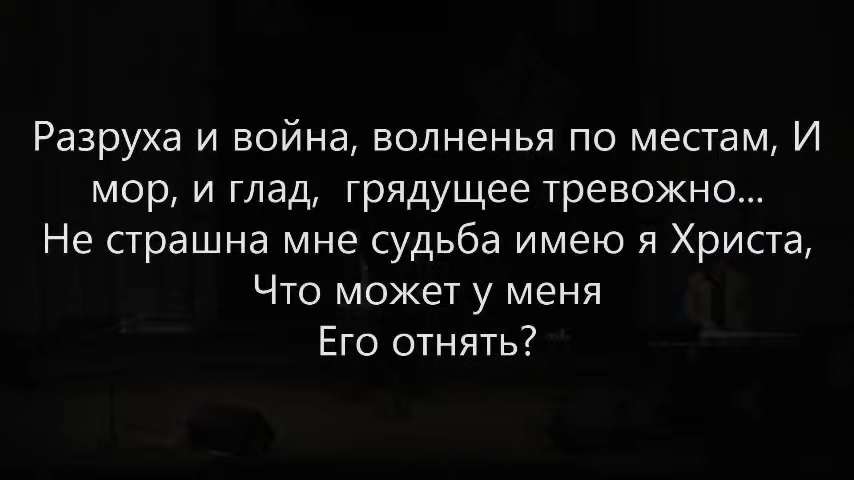 Разруха и война, волненья по местам, И
мор, и глад,  грядущее тревожно...
Не страшна мне судьба имею я Христа,
Что может у меня
Его отнять?